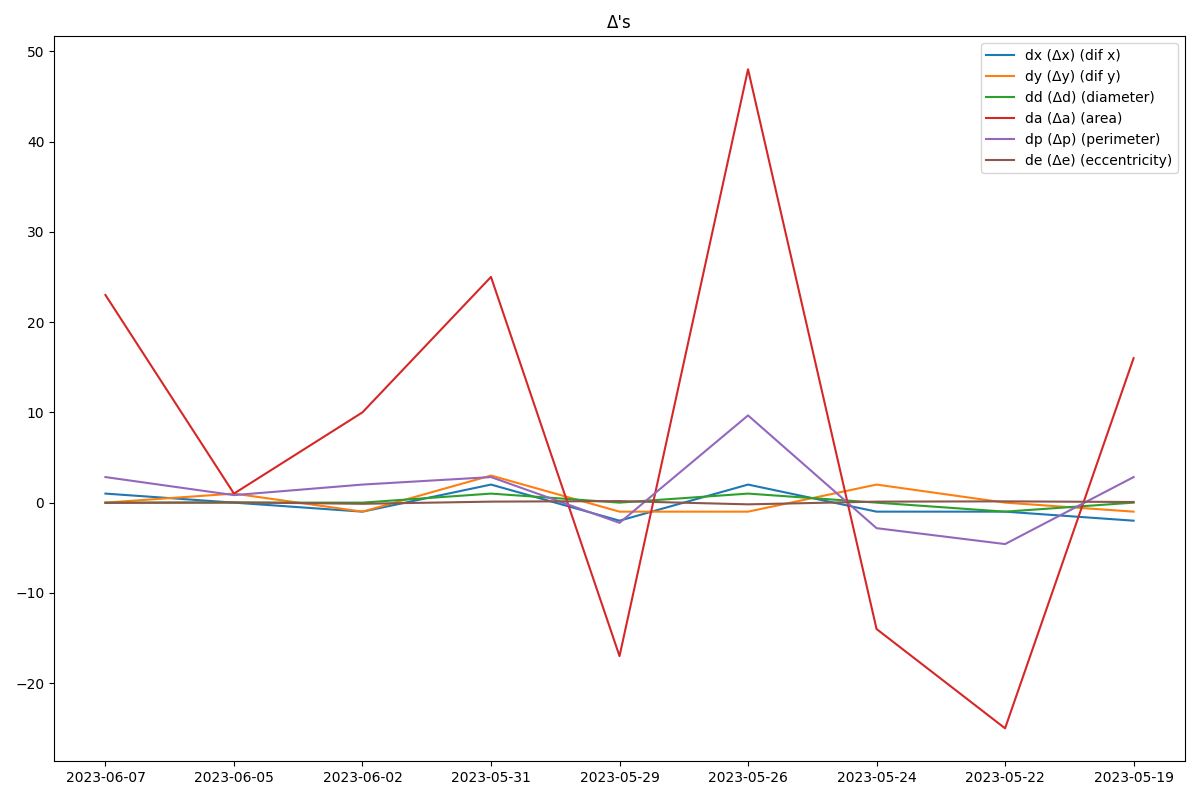 Δ's
dx (Δx) (dif x)
dy (Δy) (dif y)
dd (Δd) (diameter)
da (Δa) (area)
dp (Δp) (perimeter)
de (Δe) (eccentricity)
50
40
30
20
10
0
−10
−20
2023-06-07 2023-06-05 2023-06-02 2023-05-31 2023-05-29 2023-05-26 2023-05-24 2023-05-22 2023-05-19